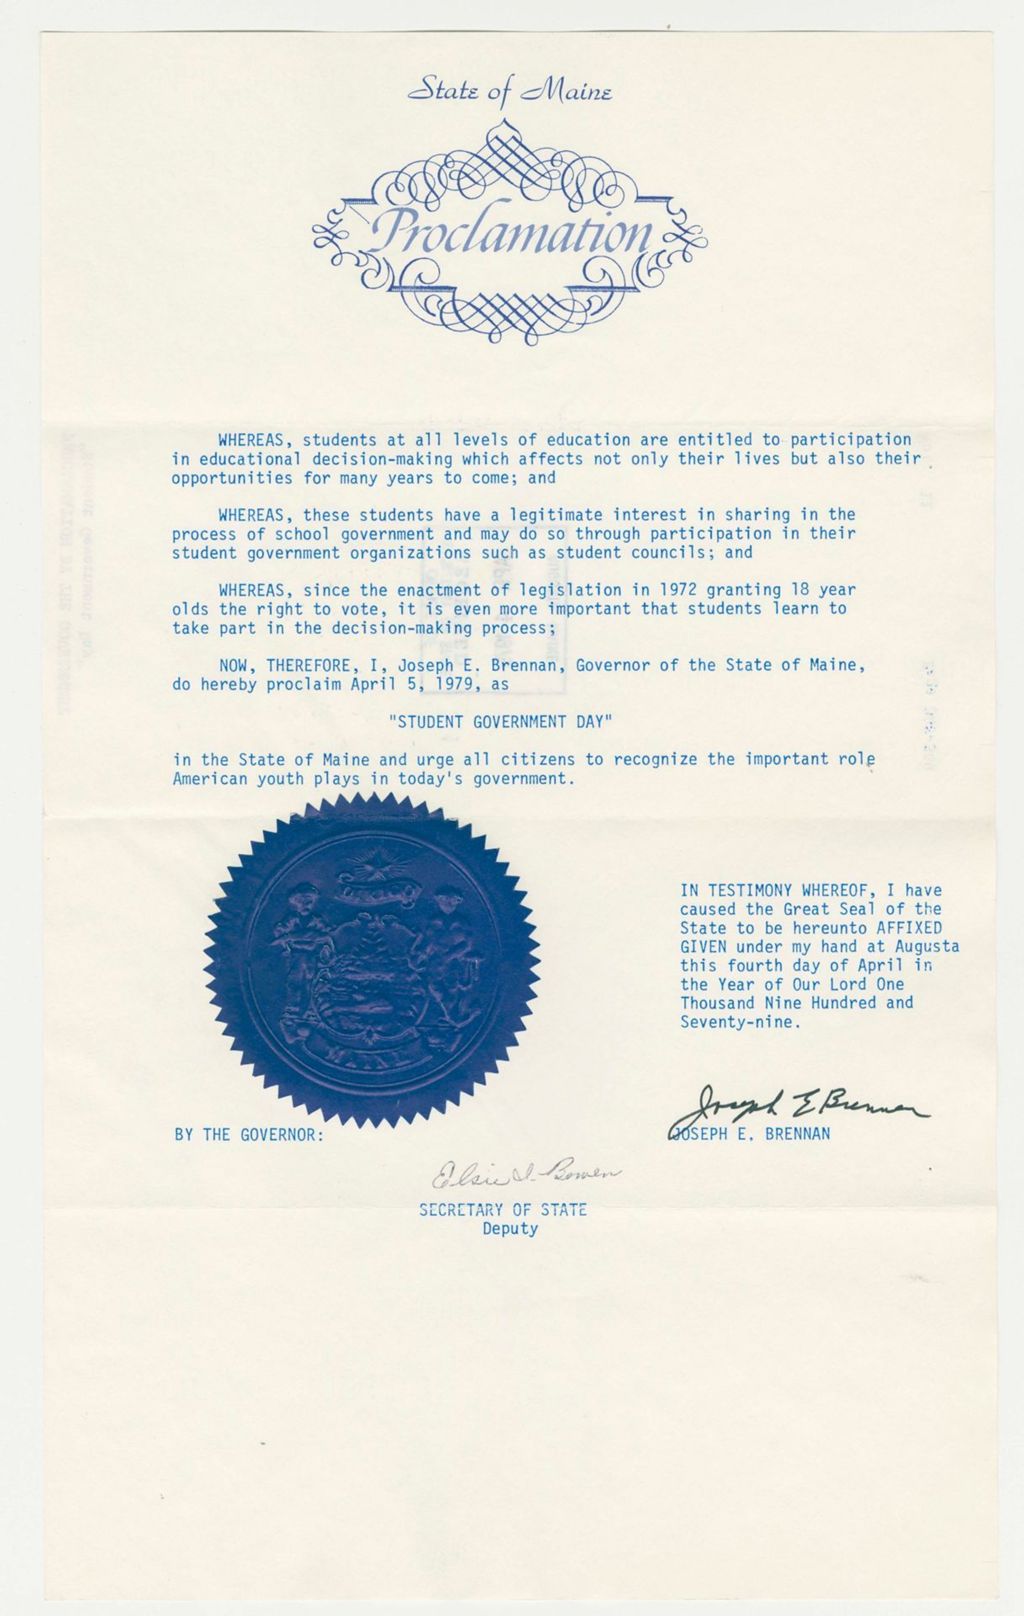 State of Maine
Proclamation
WHEREAS, students at all levels of education are entitled to participation
in educational decision-making which affects not only their lives but also their
opportunities for many years to come; and
WHEREAS, these students have a legitimate interest in sharing in the
process of school government and may do so through participation in their
student government organizations such as student councils; and
WHEREAS, since the enactment of legislation in 1972 granting 18 year
olds the right to vote, it is even more important that students learn to
take part in the decision-making process;
NOW, THEREFORE, I, Joseph E. Brennan, Governor of the State of Maine,
do hereby proclaim April 5, 1979, as
"STUDENT GOVERNMENT DAY"
in the State of Maine and urge all citizens to recognize the important role
American youth plays in today's government.
MAINE
IN TESTIMONY WHEREOF, I have
caused the Great Seal of the
State to be hereunto AFFIXED
GIVEN under my hand at Augusta
this fourth day of April in
the Year of Our Lord One
Thousand Nine Hundred and
Seventy-nine.
Joseph E Brennan
JOSEPH E. BRENNAN
BY THE GOVERNOR:
Elsie I. Bowen
SECRETARY OF STATE
Deputy